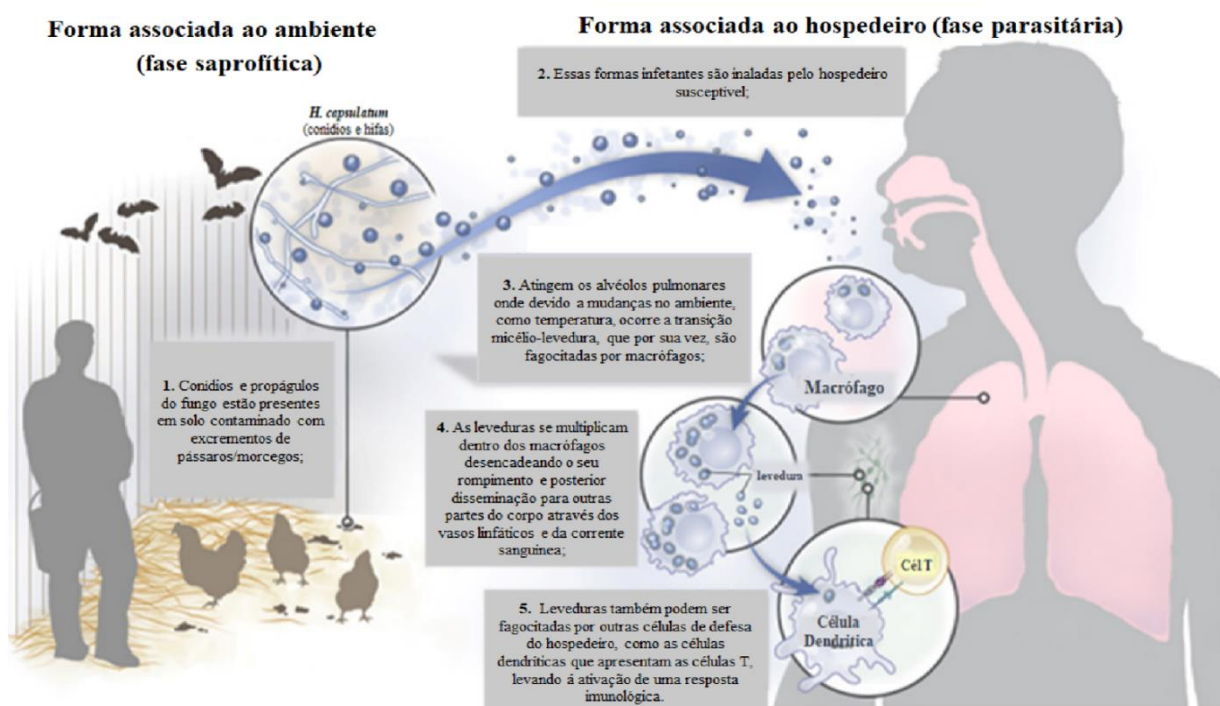 Forma associada ao ambiente
(fase saprofítica)
Forma associada ao hospedeiro (fase parasitária)
2. Essas formas infetantes são inaladas pelo hospedeiro
susceptível;
H. capsulatum
(conídios e hifas)
3. Atingem os alvéolos pulmonares
onde devido a mudanças no ambiente,
como temperatura, ocorre a transição
micélio-levedura, que por sua vez, são
fagocitadas por macrófagos;
Macrófago
1. Conídios e propágulos
do fungo estão presentes
em solo contaminado com
excrementos de
pássaros/morcegos;
4. As leveduras se multiplicam
dentro dos macrófagos
desencadeando o seu
rompimento e posterior
disseminação para outras
partes do corpo através dos
vasos linfáticos e da corrente
sanguínea;
levedura
Cél T
Célula
Dendrítica
5. Leveduras também podem ser
fagocitadas por outras células de defesa
do hospedeiro, como as células
dendríticas que apresentam as células T,
levando á ativação de uma resposta
imunológica.